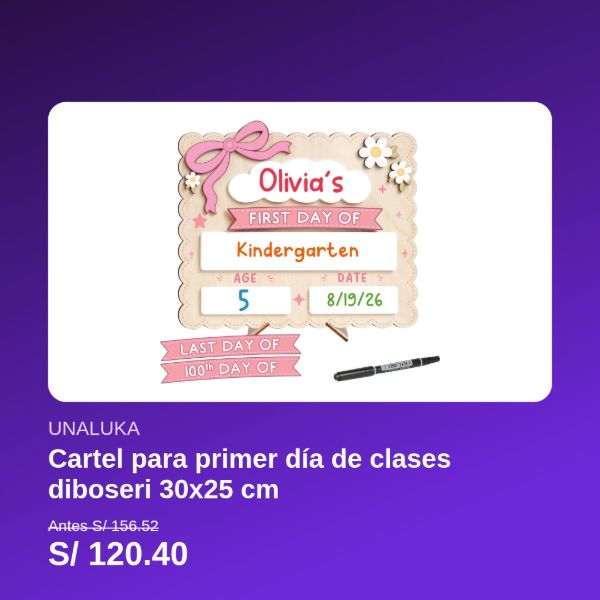 Olivia's
FIRST DAY OF
Kindergarten
AGE
DATE
5
8/19/26
LAST DAY OF
100th DAY OF
UNALUKA
Cartel para primer día de clases
diboseri 30x25 cm
Antes S/ 156.52
S/ 120.40